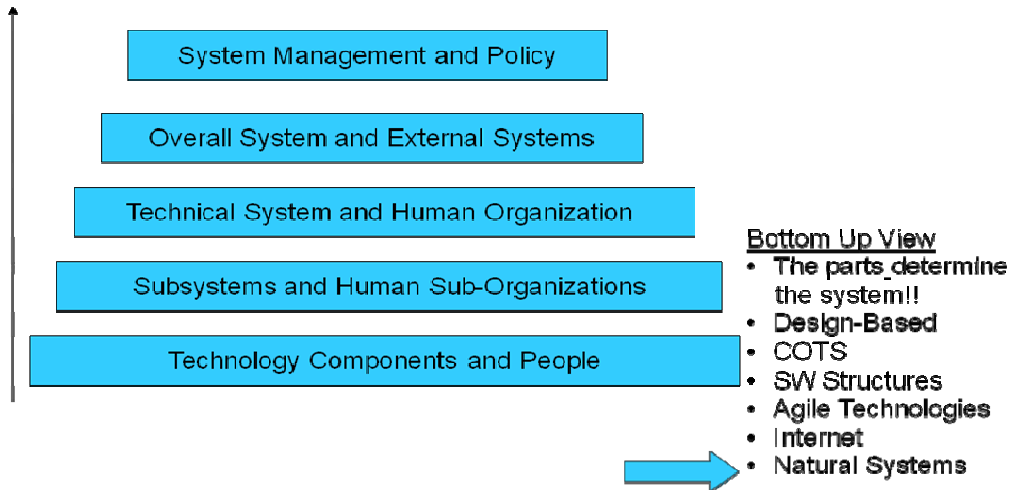 System Management and Policy
Overall System and External Systems
Technical System and Human Organization
Subsystems and Human Sub-Organizations
Technology Components and People
Bottom Up View
• The parts determine
the system!!
• Design-Based
• COTS
• SW Structures
• Agile Technologies
• Internet
• Natural Systems